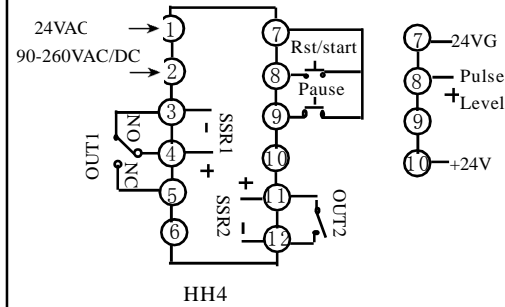 24VAC
90-260VAC/DC
1
2
3
4
5
6
OUT1
NO
NC
SSR1
-
+
7
8
9
10
11
12
Rst/start
Pause
+
SSR2
-
OUT2
7 24VG
8 Pulse
+ Level
9
10 +24V
HH4